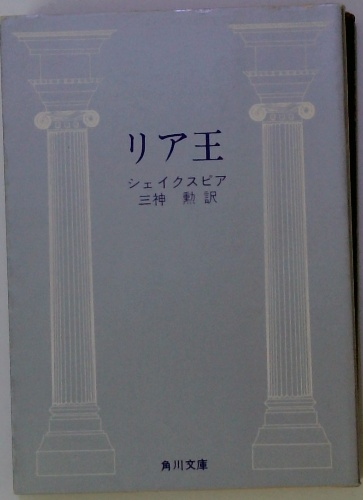 リア王
シェイクスピア
三神 勲 訳
角川文庫